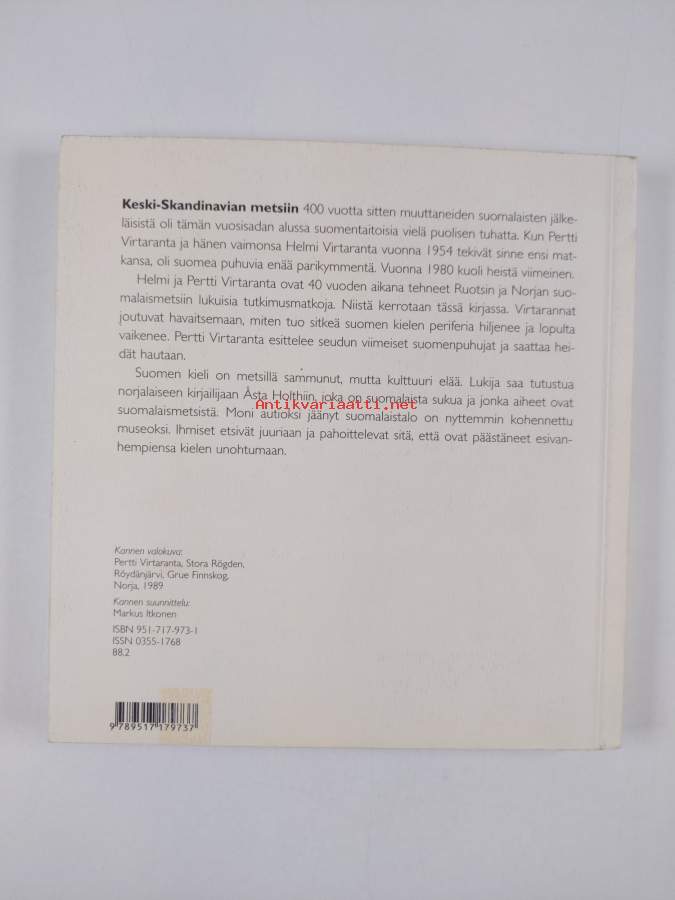 Keski-Skandinavian metsiin 400 vuotta sitten muuttaneiden suomalaisten jälke-
läisistä oli tämän vuosisadan alussa suomentaitoisia vielä puolisen tuhatta. Kun Pertti
Virtaranta ja hänen vaimonsa Helmi Virtaranta vuonna 1954 tekivät sinne ensi mat-
kansa, oli suomea puhuvia enää parikymmentä. Vuonna 1980 kuoli heistä viimeinen.
Helmi ja Pertti Virtaranta ovat 40 vuoden aikana tehneet Ruotsin ja Norjan suo-
malaismetsiin lukuisia tutkimusmatkoja. Niistä kerrotaan tässä kirjassa. Virtarannat
joutuvat havaitsemaan, miten tuo sitkeä suomen kielen periferia hiljenee ja lopulta
vaikenee. Pertti Virtaranta esittelee seudun viimeiset suomenpuhujat ja saattaa hei-
dät hautaan.
Suomen kieli on metsillä sammunut, mutta kulttuuri elää. Lukija saa tutustua
norjalaiseen kirjailijaan Åsta Holthiin, joka on suomalaista sukua ja jonka aiheet ovat
Antikvariaatti.net
suomalaismetsistä. Moni autioksi jäänyt suomalaistalo on nyttemmin kohennettu
museoksi. Ihmiset etsivät juuriaan ja pahoittelevat sitä, että ovat päästäneet esivan-
hempiensa kielen unohtumaan.
Kannen valokuva:
Pertti Virtaranta, Stora Rögden,
Röydänjärvi, Grue Finnskog,
Norja, 1989
Kannen suunnittelu:
Markus Itkonen
ISBN 951-717-973-1
ISSN 0355-1768
88.2
9 789517 179737